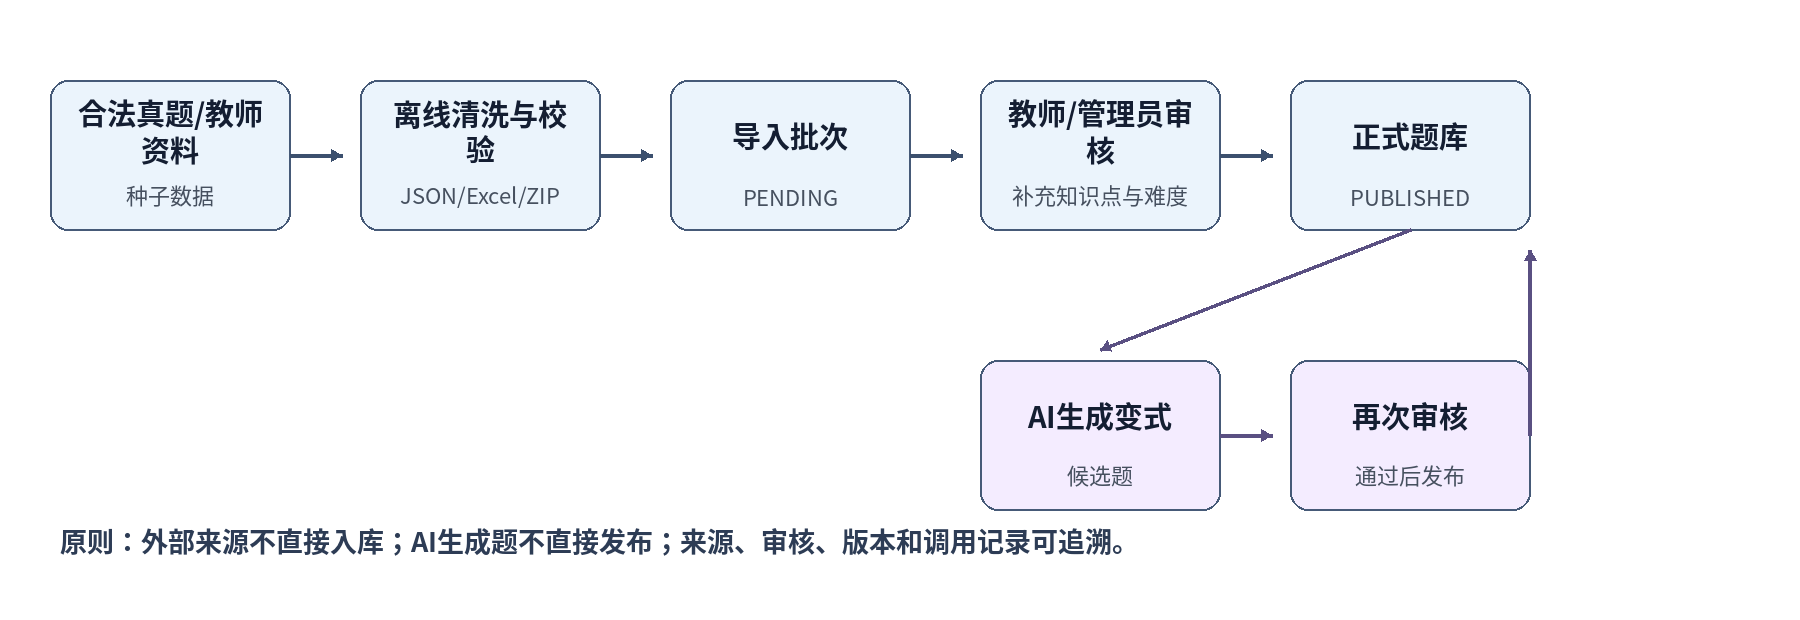 合法真题/教师
资料
种子数据
离线清洗与校
验
JSON/Excel/ZIP
导入批次
PENDING
教师/管理员审
核
补充知识点与难度
正式题库
PUBLISHED
AI生成变式
候选题
再次审核
通过后发布
原则：外部来源不直接入库；AI生成题不直接发布；来源、审核、版本和调用记录可追溯。